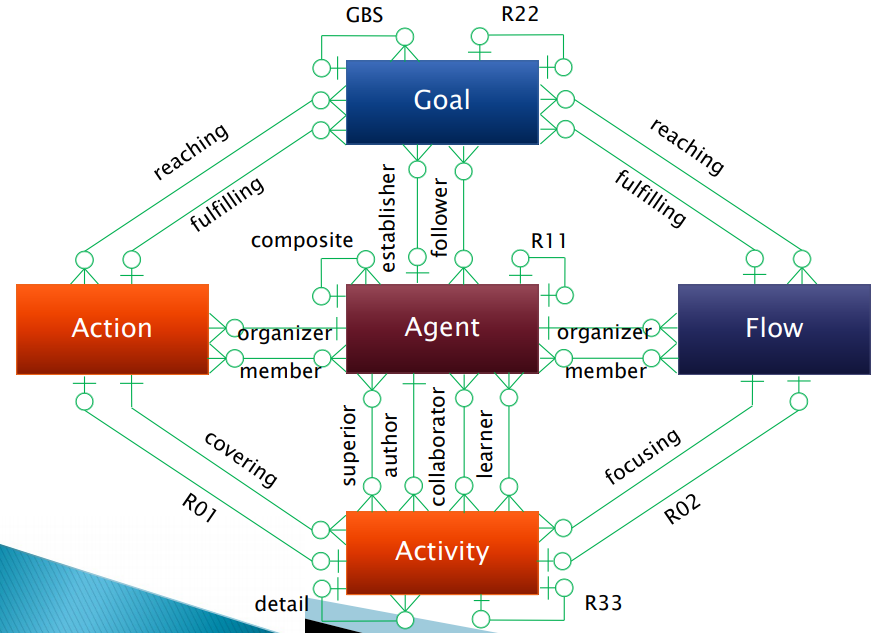 GBS
R22
Goal
reaching
fulfilling
reaching
fulfilling
establisher
follower
composite
R11
Action
Agent
Flow
organizer
organizer
member
member
superior
author
collaborator
learner
covering
focusing
R01
R02
Activity
detail
R33